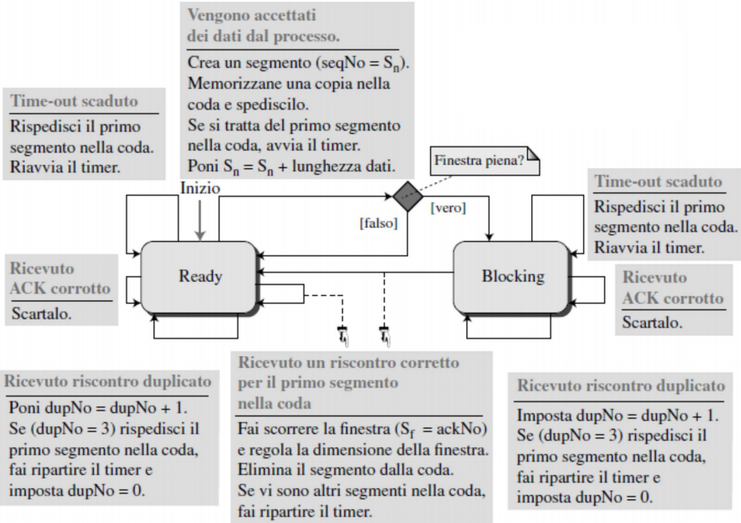 Vengono accettati
dei dati dal processo.
Crea un segmento (seqNo = Sn).
Memorizzane una copia nella
coda e spediscilo.
Se si tratta del primo segmento
nella coda, avvia il timer.
Poni Sn = Sn + lunghezza dati.
Time-out scaduto
Rispedisci il primo
segmento nella coda.
Riavvia il timer.
Finestra piena?
Time-out scaduto
Rispedisci il primo
segmento nella coda.
Riavvia il timer.
Inizio
[falso]
[vero]
Ready
Blocking
Ricevuto
ACK corrotto
Scartalo.
Ricevuto
ACK corrotto
Scartalo.
Ricevuto riscontro duplicato
Poni dupNo = dupNo + 1.
Se (dupNo = 3) rispedisci il
primo segmento nella coda,
fai ripartire il timer e
imposta dupNo = 0.
Ricevuto un riscontro corretto
per il primo segmento
nella coda
Fai scorrere la finestra (Sf = ackNo)
e regola la dimensione della finestra.
Elimina il segmento dalla coda.
Se vi sono altri segmenti nella coda,
fai ripartire il timer.
Ricevuto riscontro duplicato
Imposta dupNo = dupNo + 1.
Se (dupNo = 3) rispedisci il
primo segmento nella coda,
fai ripartire il timer e
imposta dupNo = 0.